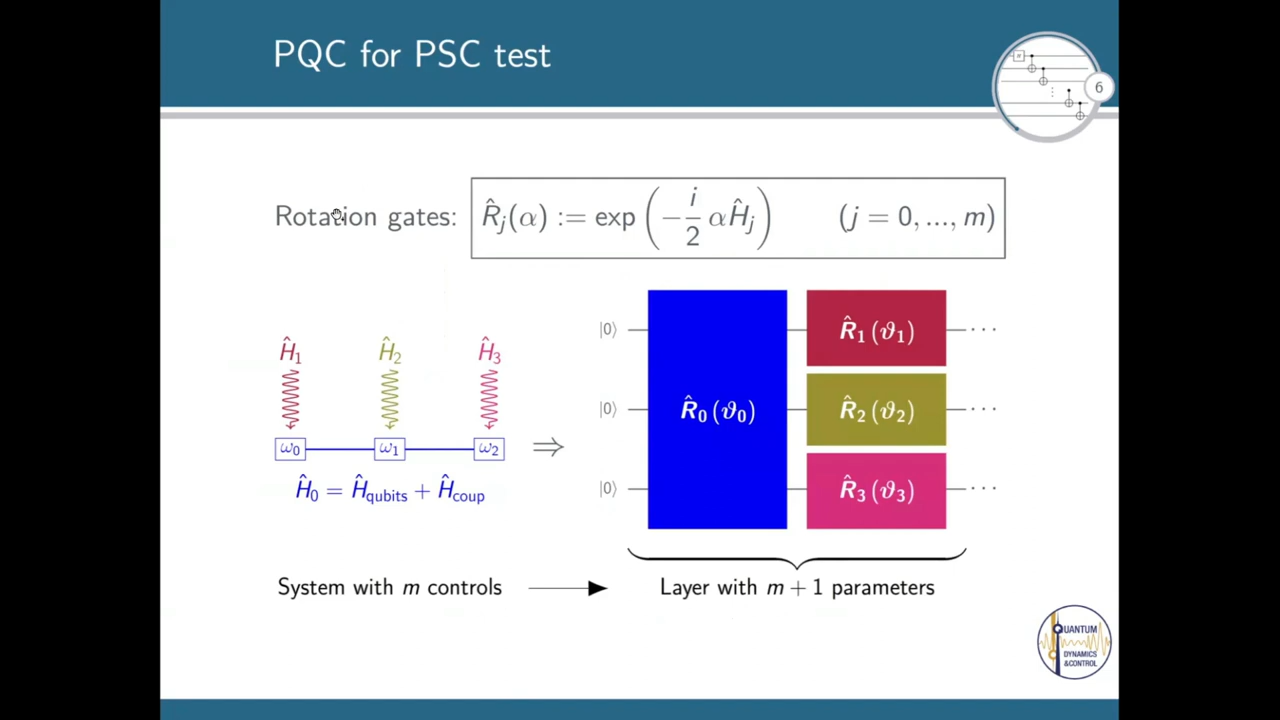 PQC for PSC test
6
Rotation gates: R̂ⱼ(α) := exp(−i/2 αĤⱼ) (j = 0, ..., m)
Ĥ₁ Ĥ₂ Ĥ₃
ω₀ ω₁ ω₂
Ĥ₀ = Ĥqubits + Ĥcoup
⇒
|0⟩ R̂₁(ϑ₁) ···
|0⟩ R̂₀(ϑ₀) R̂₂(ϑ₂) ···
|0⟩ R̂₃(ϑ₃) ···
System with m controls
Layer with m + 1 parameters
QUANTUM
DYNAMICS
&CONTROL